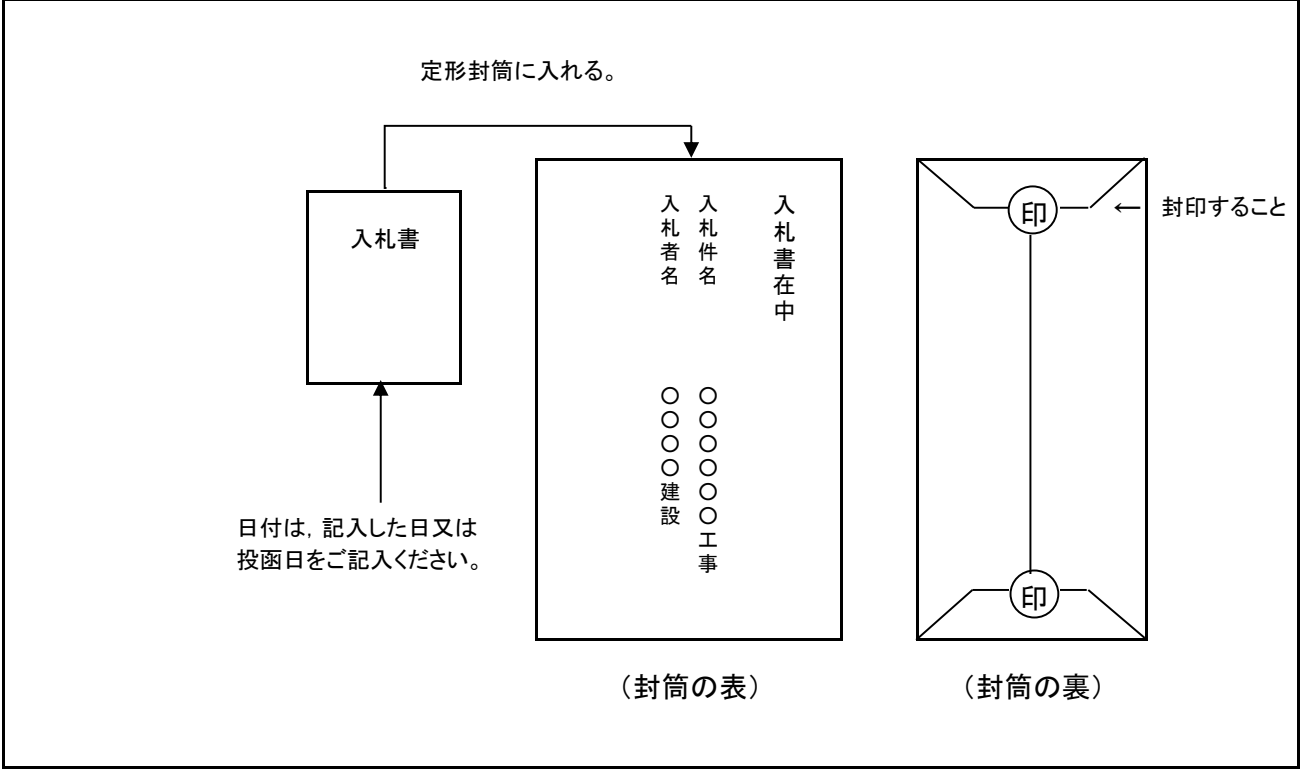 定形封筒に入れる。
入札書
日付は，記入した日又は
投函日をご記入ください。
入札書在中
入札件名　〇〇〇〇〇〇工事
入札者名　〇〇〇〇建設
（封筒の表）
印
←　封印すること
印
（封筒の裏）